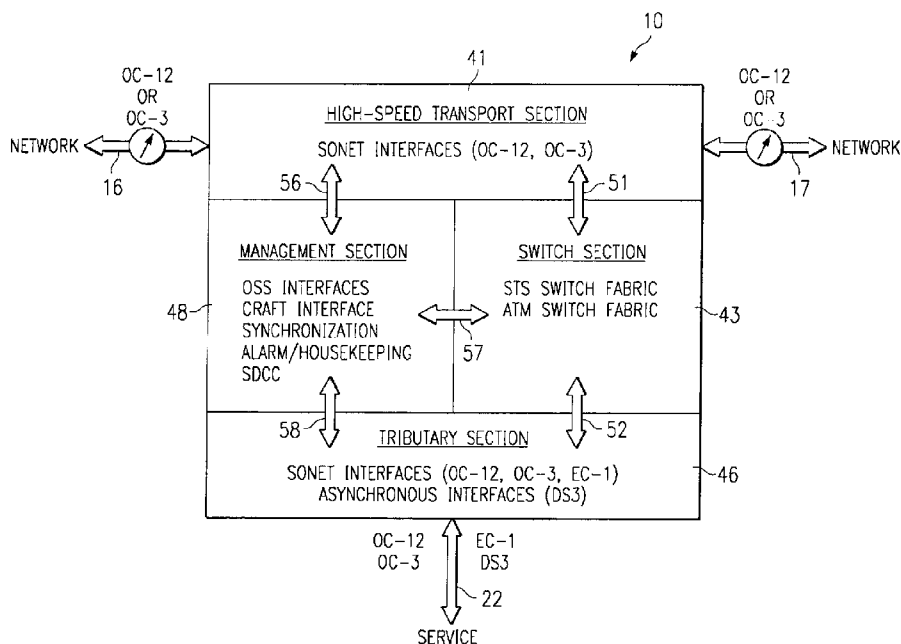 10
41
OC-12
OR
OC-3
NETWORK
16
HIGH-SPEED TRANSPORT SECTION
SONET INTERFACES (OC-12, OC-3)
OC-12
OR
OC-3
NETWORK
17
56
51
MANAGEMENT SECTION
OSS INTERFACES
CRAFT INTERFACE
SYNCHRONIZATION
ALARM/HOUSEKEEPING
SDCC
48
SWITCH SECTION
STS SWITCH FABRIC
ATM SWITCH FABRIC
43
57
58
52
TRIBUTARY SECTION
SONET INTERFACES (OC-12, OC-3, EC-1)
ASYNCHRONOUS INTERFACES (DS3)
46
OC-12
OC-3
EC-1
DS3
22
SERVICE